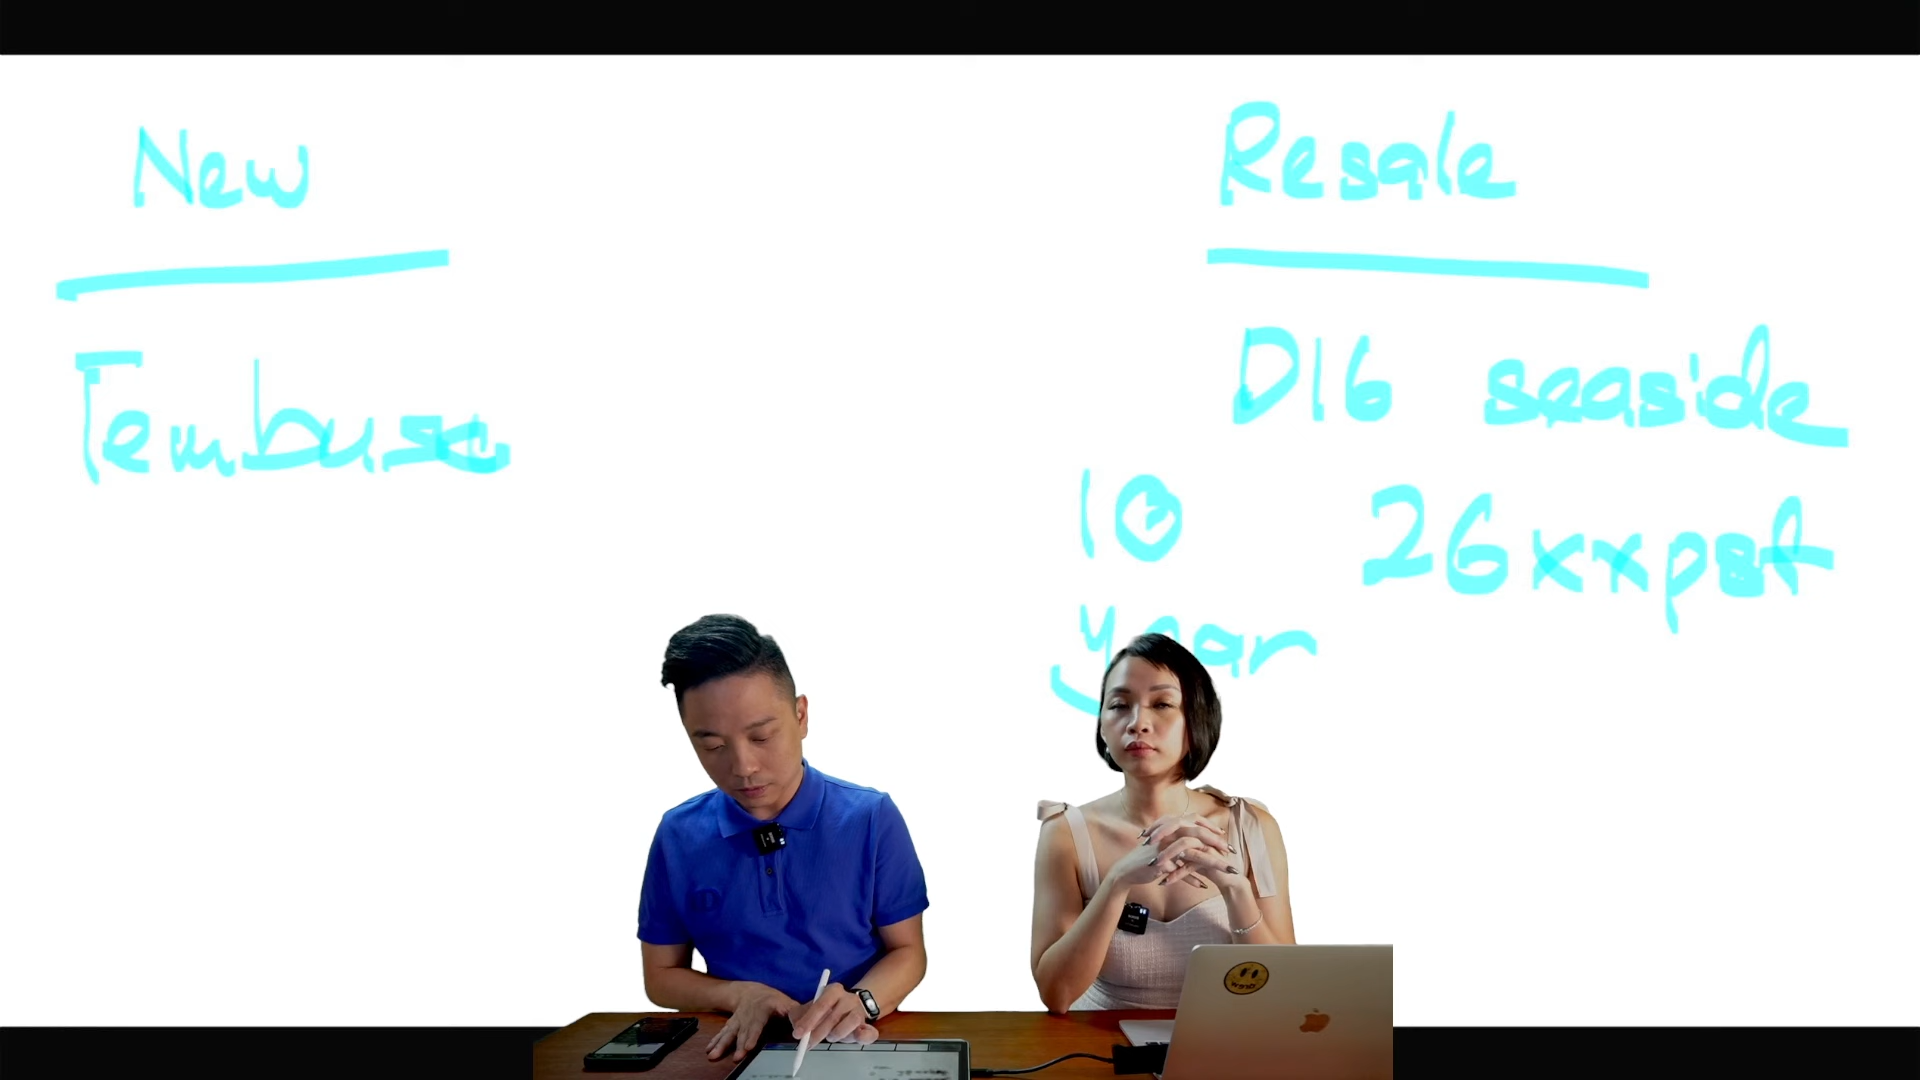 New
Tembusu
Resale
D16 seaside
10 year
26xxpsf